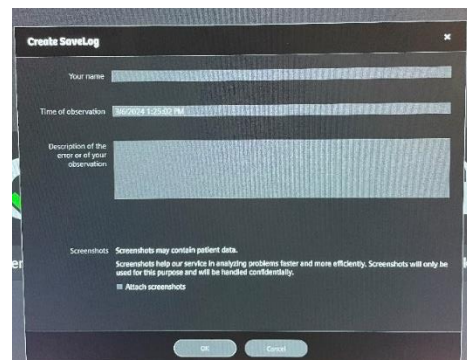 Create SaveLog
Your name
Time of observation 3/6/2024 1:25:02 PM
Description of the
error or of your
observation
Screenshots Screenshots may contain patient data.
Screenshots help our service in analyzing problems faster and more efficiently. Screenshots will only be
used for this purpose and will be handled confidentially.
Attach screenshots
OK Cancel